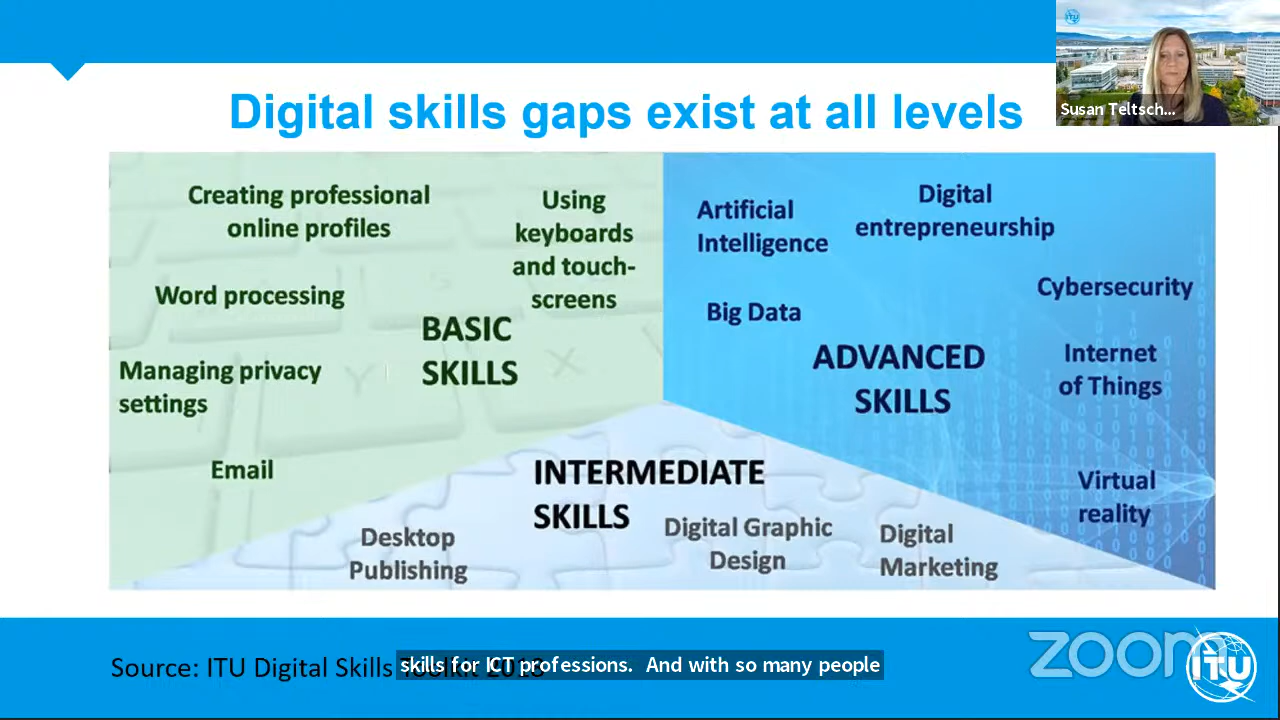 ITU
Susan Teltsch...
Digital skills gaps exist at all levels
Creating professional
online profiles
Using
keyboards
and touch-
screens
Word processing
BASIC
SKILLS
Managing privacy
settings
Email
Artificial
Intelligence
Digital
entrepreneurship
Cybersecurity
Big Data
ADVANCED
SKILLS
Internet
of Things
Virtual
reality
INTERMEDIATE
SKILLS
Desktop
Publishing
Digital Graphic
Design
Digital
Marketing
Source: ITU Digital Skills
skills for ICT professions. And with so many people
zoom
ITU